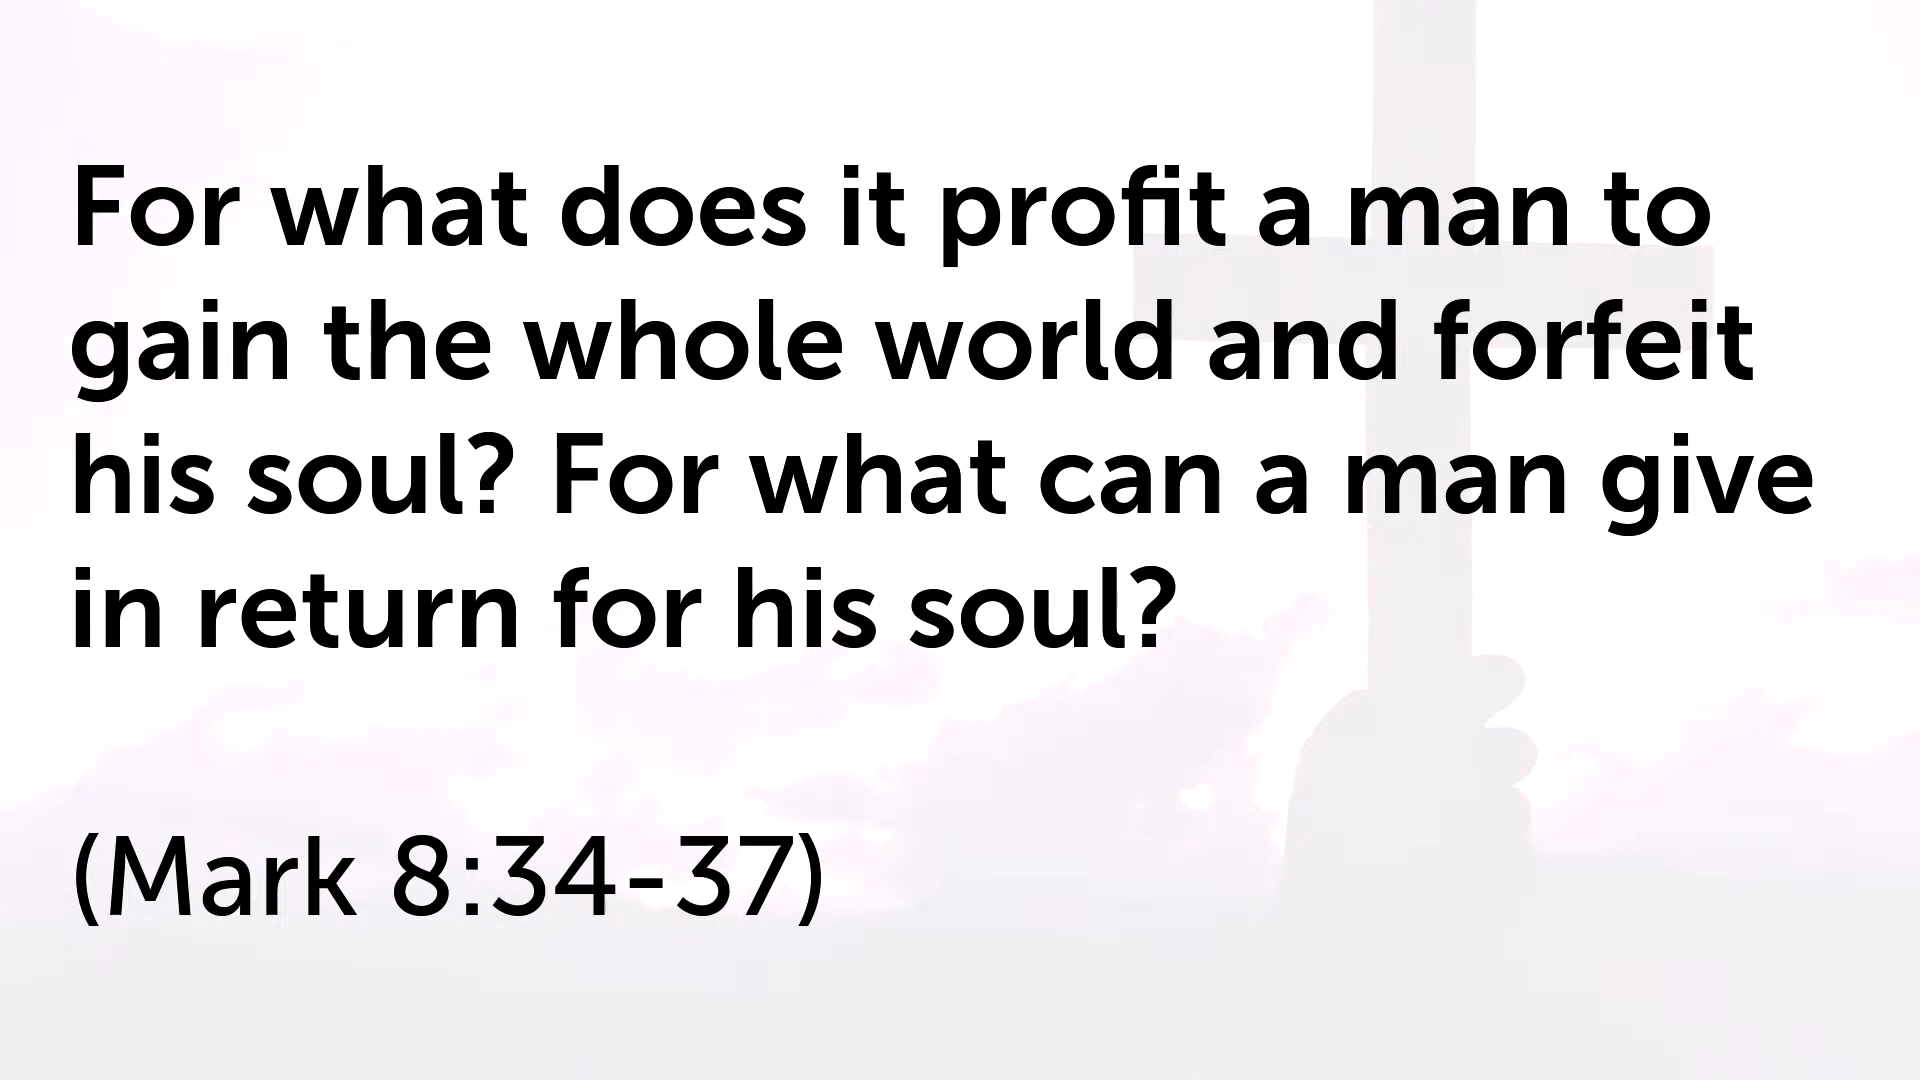 For what does it profit a man to
gain the whole world and forfeit
his soul? For what can a man give
in return for his soul?
(Mark 8:34-37)